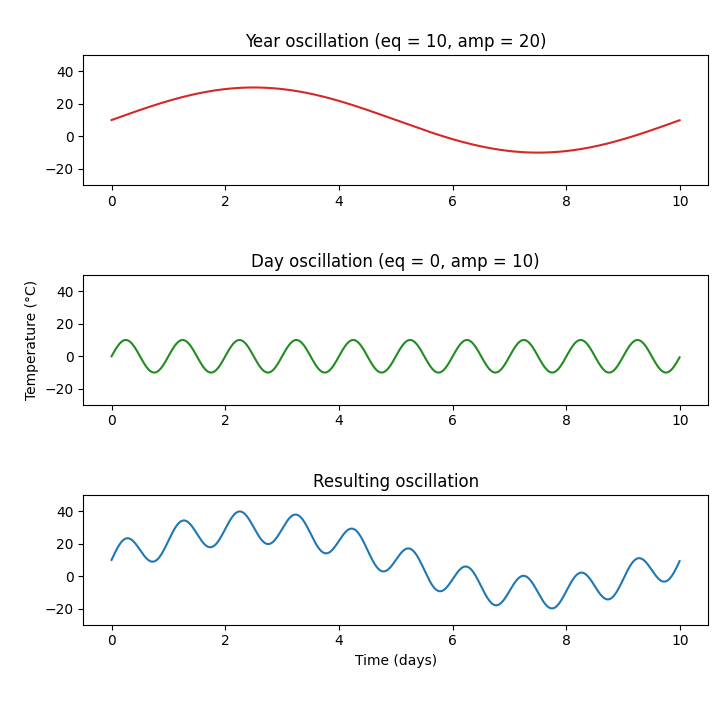 Year oscillation (eq = 10, amp = 20)
40
20
0
−20
0 2 4 6 8 10
Day oscillation (eq = 0, amp = 10)
Temperature (°C)
40
20
0
−20
0 2 4 6 8 10
Resulting oscillation
40
20
0
−20
0 2 4 6 8 10
Time (days)